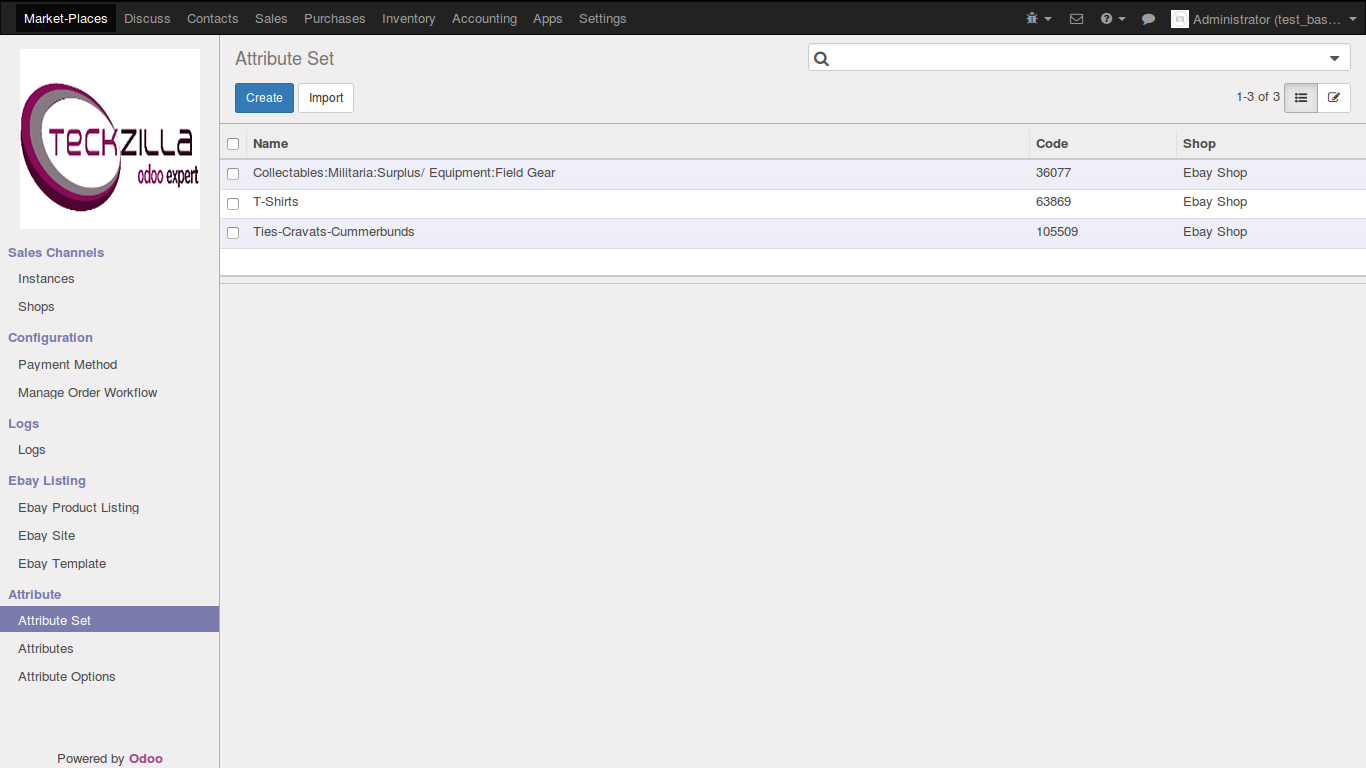 Market-Places Discuss Contacts Sales Purchases Inventory Accounting Apps Settings Administrator (test_bas...
TECKZILLA
odoo expert
Sales Channels
Instances
Shops
Configuration
Payment Method
Manage Order Workflow
Logs
Logs
Ebay Listing
Ebay Product Listing
Ebay Site
Ebay Template
Attribute
Attribute Set
Attributes
Attribute Options
Powered by Odoo
Attribute Set
Create Import 1-3 of 3
Name Code Shop
Collectables:Militaria:Surplus/ Equipment:Field Gear 36077 Ebay Shop
T-Shirts 63869 Ebay Shop
Ties-Cravats-Cummerbunds 105509 Ebay Shop